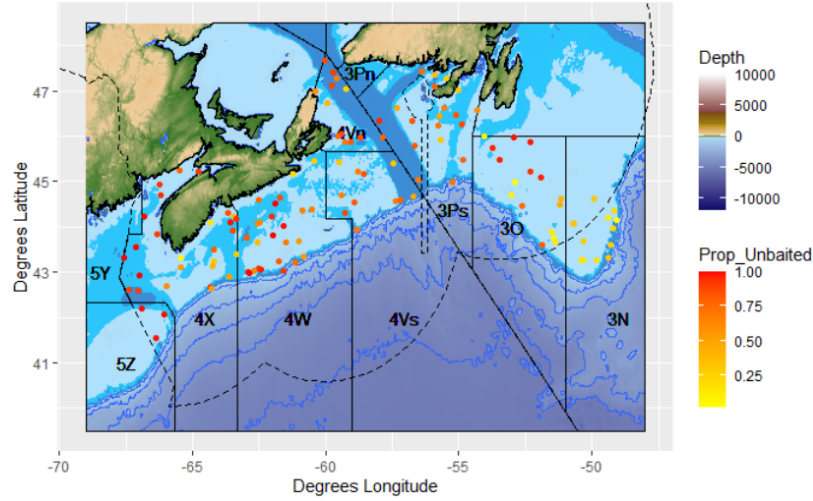 Depth
10000
5000
0
-5000
-10000
Prop_Unbaited
1.00
0.75
0.50
0.25
3Pn
4Vn
3Ps
3O
5Y
4X
4W
4Vs
3N
5Z
47
45
43
41
-70
-65
-60
-55
-50
Degrees Latitude
Degrees Longitude